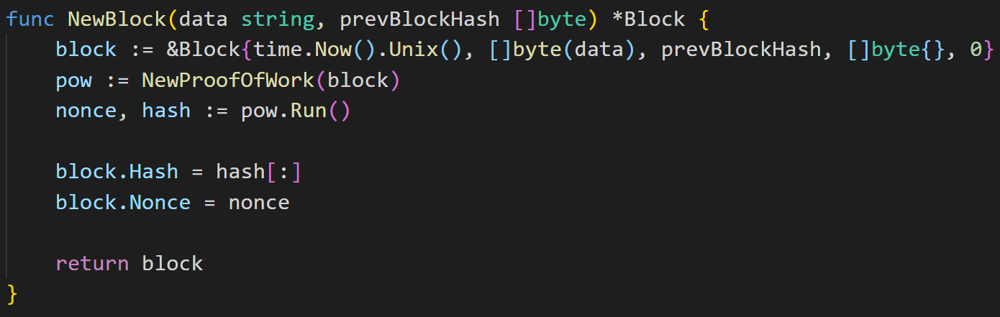 func NewBlock(data string, prevBlockHash []byte) *Block {
    block := &Block{time.Now().Unix(), []byte(data), prevBlockHash, []byte{}, 0}
    pow := NewProofOfWork(block)
    nonce, hash := pow.Run()

    block.Hash = hash[:]
    block.Nonce = nonce

    return block
}